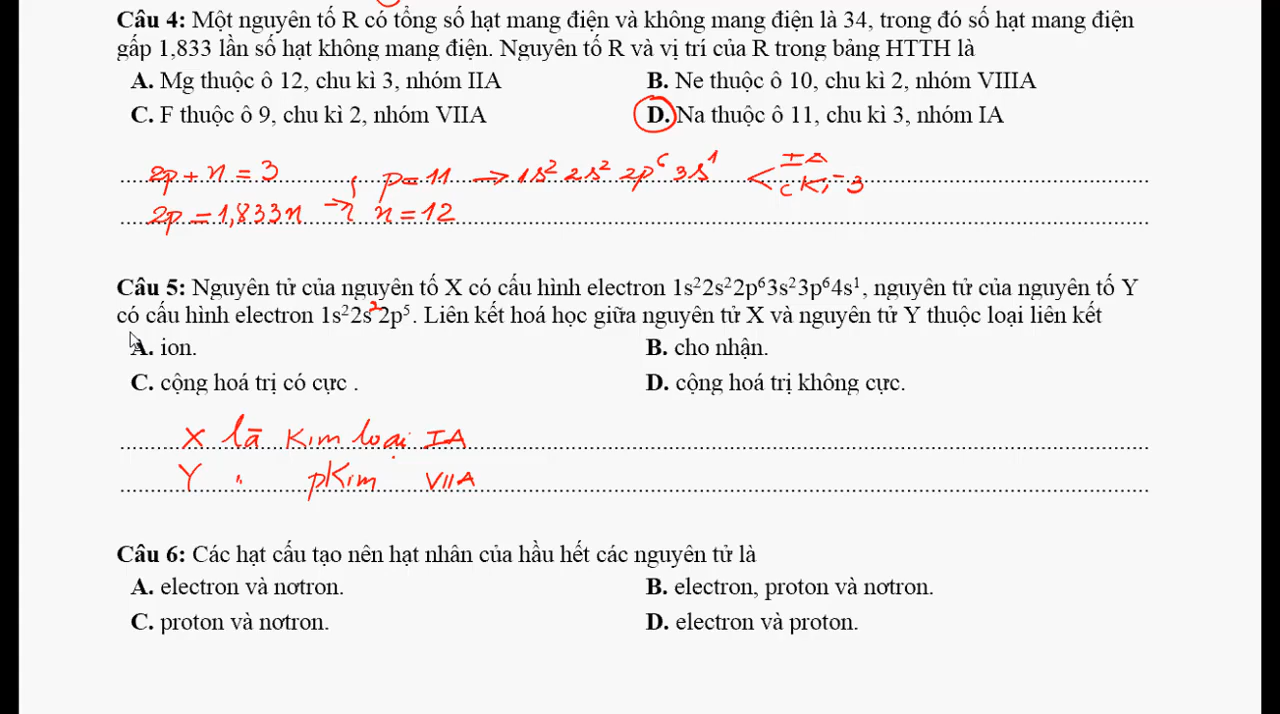 Câu 4: Một nguyên tố R có tổng số hạt mang điện và không mang điện là 34, trong đó số hạt mang điện
gấp 1,833 lần số hạt không mang điện. Nguyên tố R và vị trí của R trong bảng HTTH là
A. Mg thuộc ô 12, chu kì 3, nhóm IIA B. Ne thuộc ô 10, chu kì 2, nhóm VIIIA
C. F thuộc ô 9, chu kì 2, nhóm VIIA D. Na thuộc ô 11, chu kì 3, nhóm IA
2p + n = 3 { p = 11 → 1s² 2s² 2p⁶ 3s¹ < IA
2p = 1,833n → n = 12 cKì = 3
Câu 5: Nguyên tử của nguyên tố X có cấu hình electron 1s²2s²2p⁶3s²3p⁶4s¹, nguyên tử của nguyên tố Y
có cấu hình electron 1s²2s²2p⁵. Liên kết hoá học giữa nguyên tử X và nguyên tử Y thuộc loại liên kết
A. ion. B. cho nhận.
C. cộng hoá trị có cực . D. cộng hoá trị không cực.
X là Kim loại IA
Y " pKim VIIA
Câu 6: Các hạt cấu tạo nên hạt nhân của hầu hết các nguyên tử là
A. electron và nơtron. B. electron, proton và nơtron.
C. proton và nơtron. D. electron và proton.